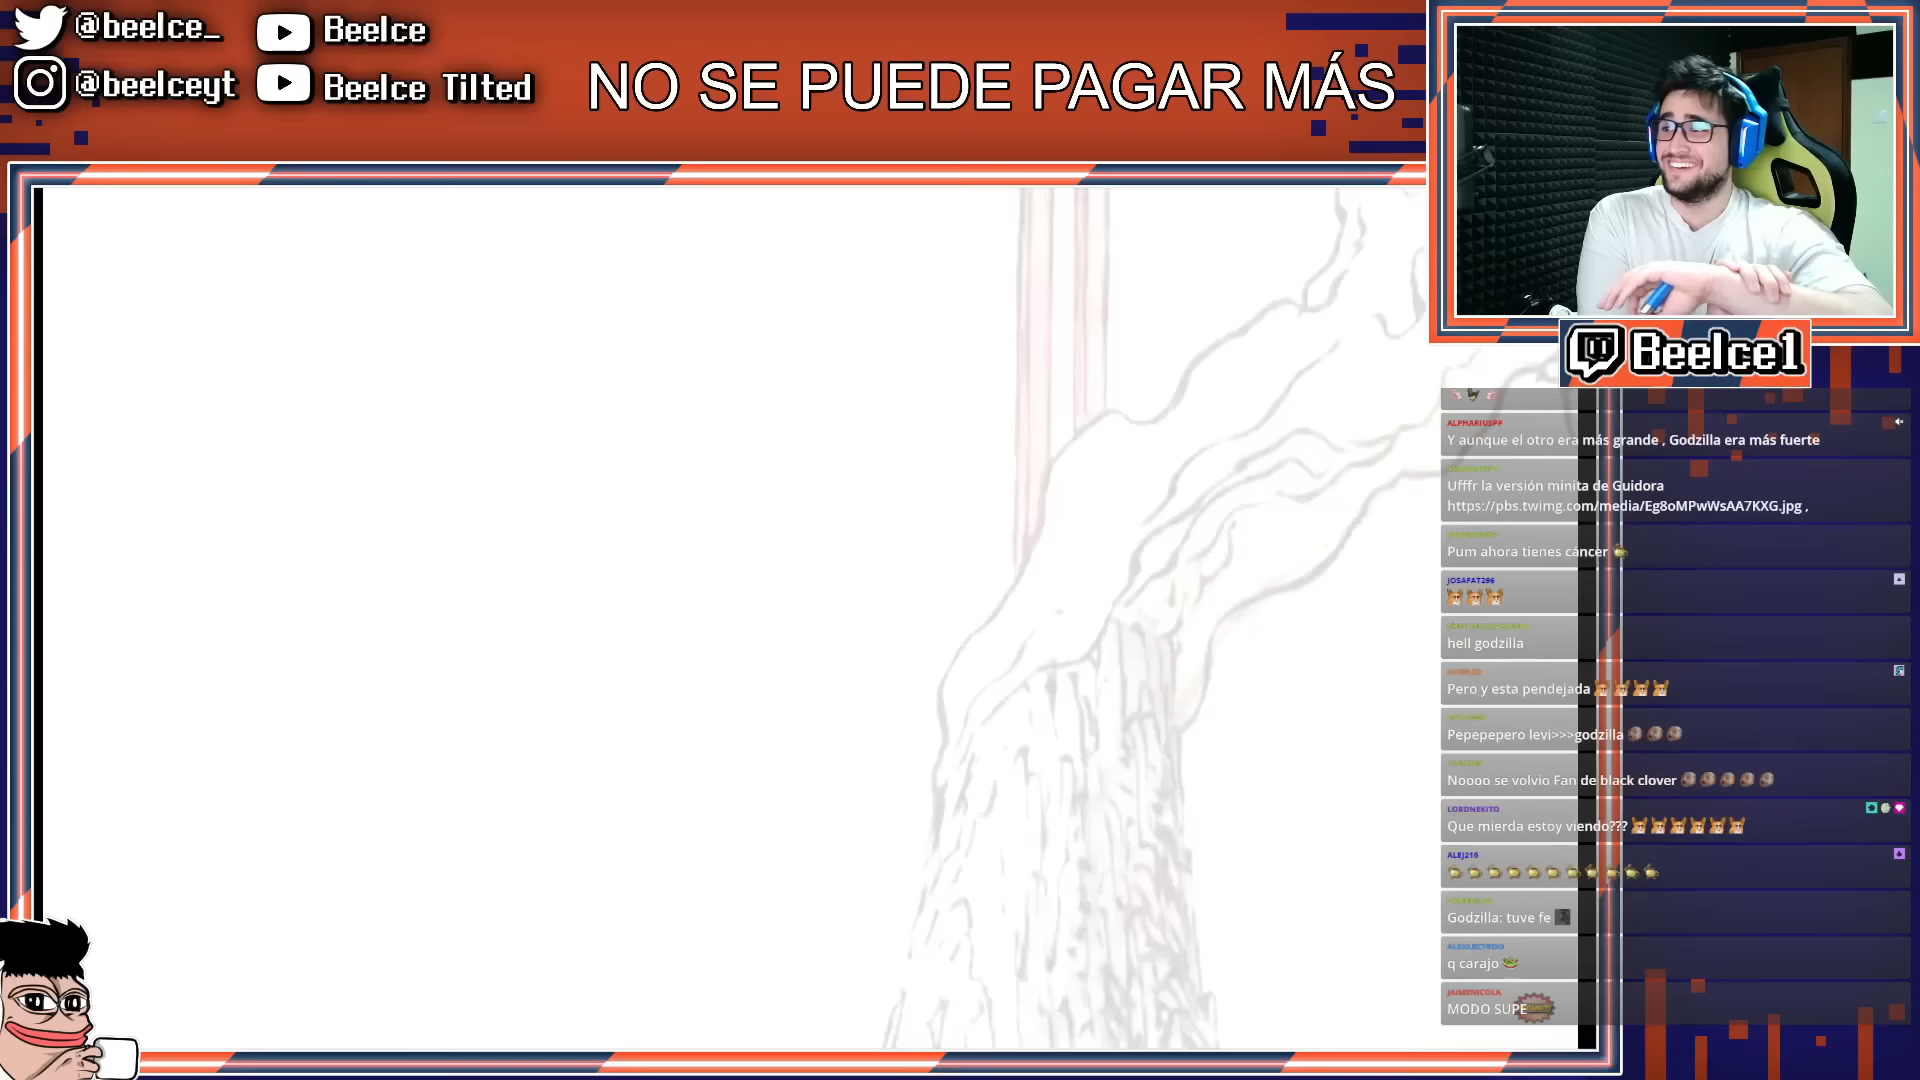 @beelce_
Beelce
@beelceyt
Beelce Tilted
NO SE PUEDE PAGAR MÁS
Beelce1
ALPHARIUSPP
Y aunque el otro era más grande , Godzilla era más fuerte
Ufffr la versión minita de Guidora
https://pbs.twimg.com/media/Eg8oMPwWsAA7KXG.jpg ,
Pum ahora tienes cáncer
JOSAFAT296
hell godzilla
Pero y esta pendejada
Pepepepero levi>>>godzilla
Noooo se volvio Fan de black clover
LORDNEKITO
Que mierda estoy viendo???
ALEJ216
Godzilla: tuve fe
ALEXLECTROO
q carajo
JAIMENICOLA
MODO SUPE